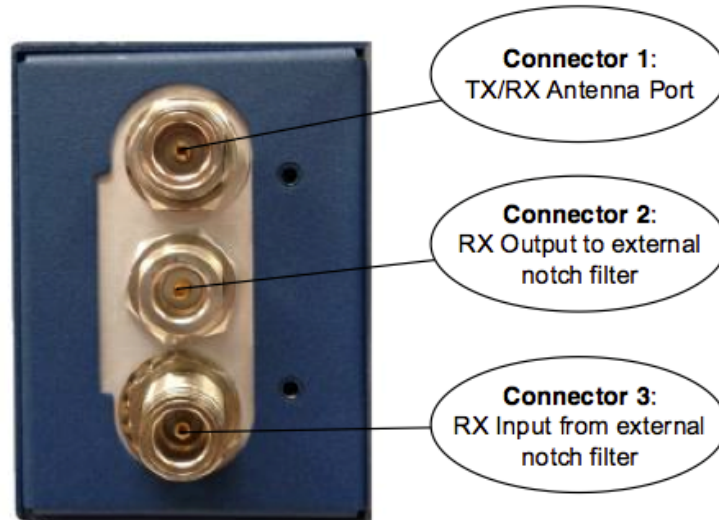 Connector 1:
TX/RX Antenna Port
Connector 2:
RX Output to external
notch filter
Connector 3:
RX Input from external
notch filter